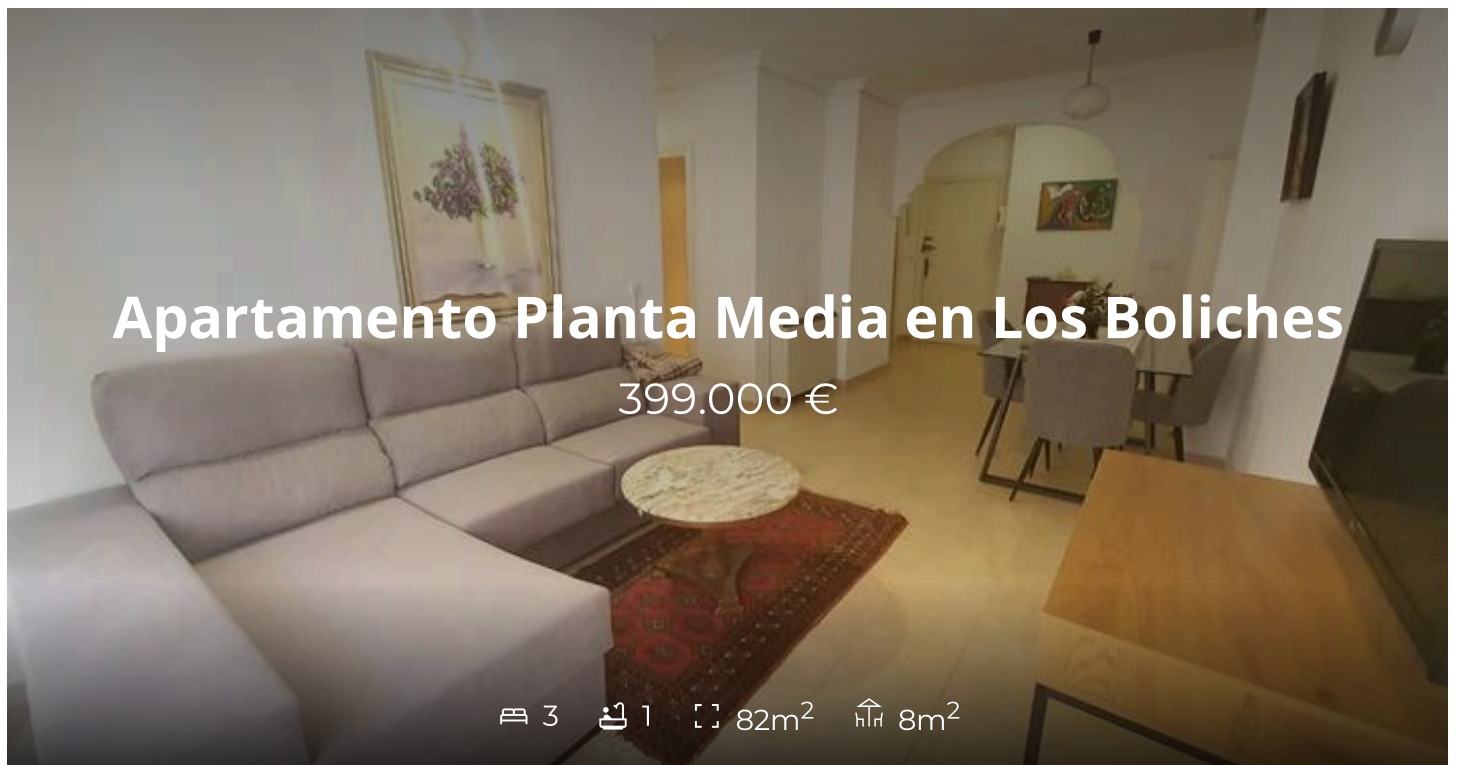 Apartamento Planta Media en Los Boliches
399.000 €
3 1 82m² 8m²